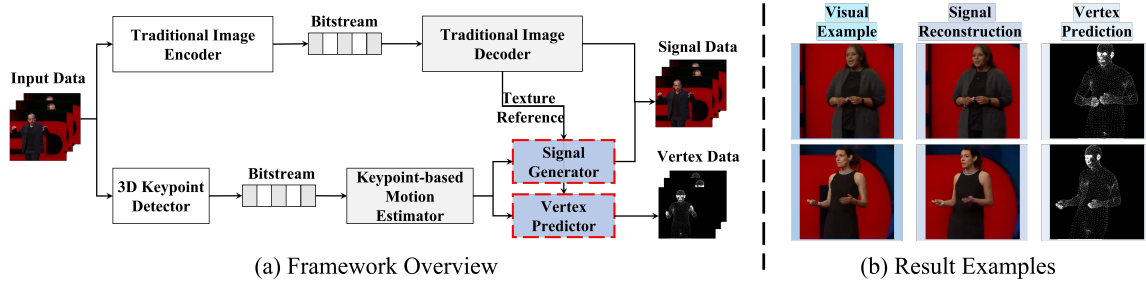 Input Data
Traditional Image
Encoder
Bitstream
Traditional Image
Decoder
Signal Data
Texture
Reference
Signal
Generator
Vertex Data
3D Keypoint
Detector
Bitstream
Keypoint-based
Motion
Estimator
Vertex
Predictor
(a) Framework Overview
Visual
Example
Signal
Reconstruction
Vertex
Prediction
(b) Result Examples